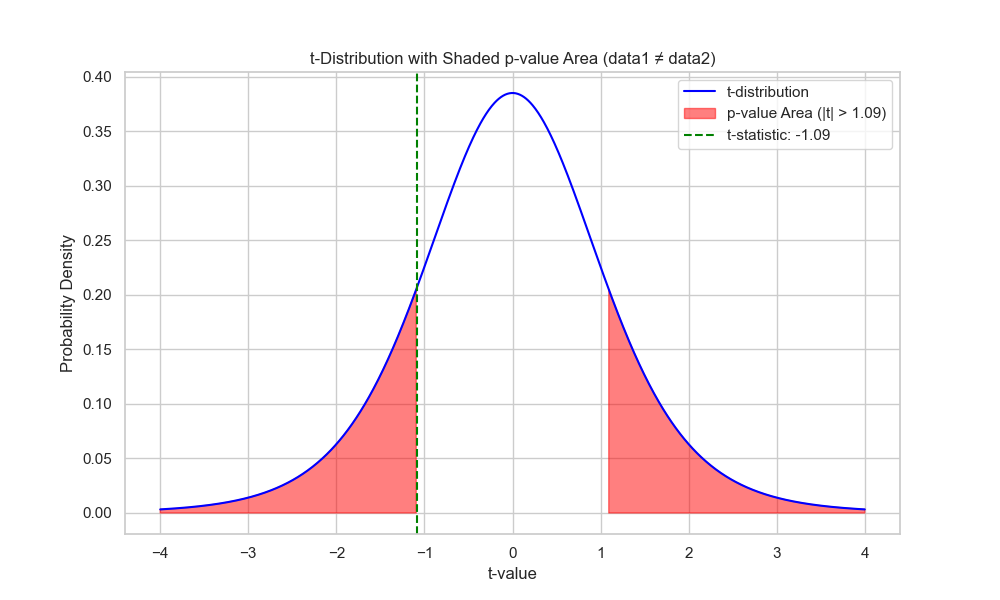 t-Distribution with Shaded p-value Area (data1 ≠ data2)
t-distribution
p-value Area (|t| > 1.09)
t-statistic: -1.09
Probability Density
0.40
0.35
0.30
0.25
0.20
0.15
0.10
0.05
0.00
−4 −3 −2 −1 0 1 2 3 4
t-value